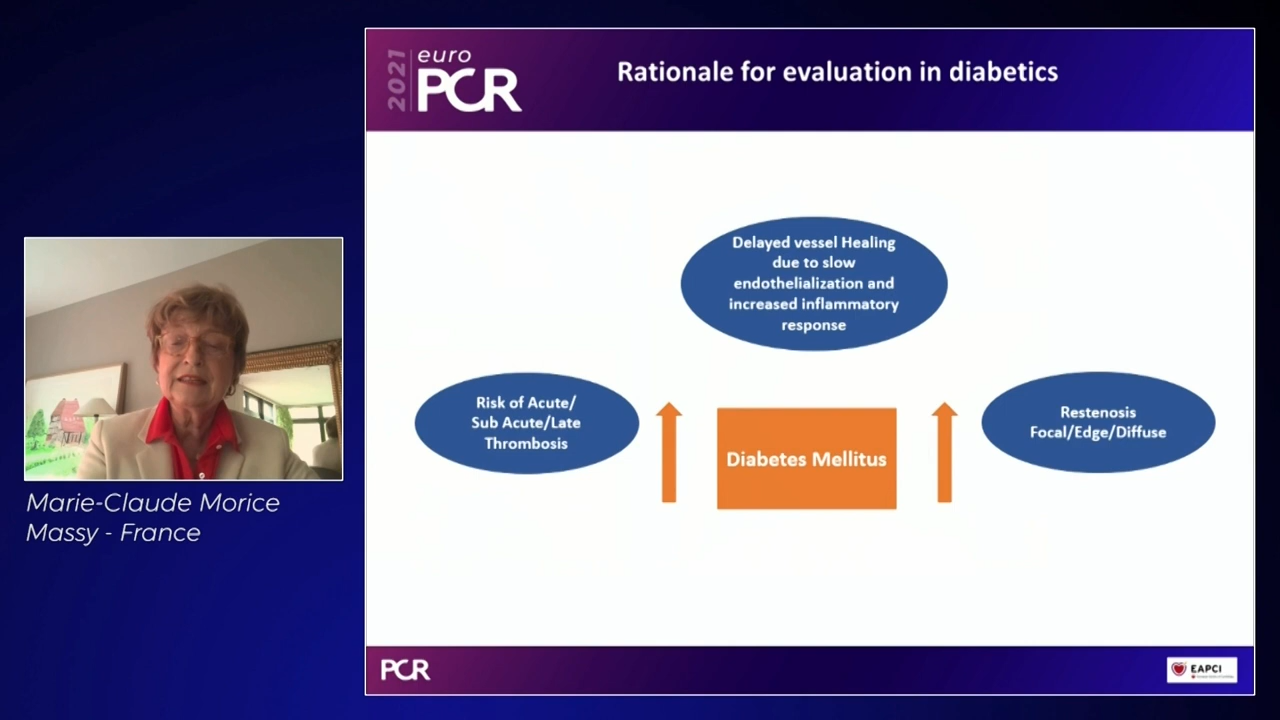 2021
euro
PCR
Rationale for evaluation in diabetics
Delayed vessel Healing
due to slow
endothelialization and
increased inflammatory
response
Risk of Acute/
Sub Acute/Late
Thrombosis
Diabetes Mellitus
Restenosis
Focal/Edge/Diffuse
Marie-Claude Morice
Massy - France
PCR
EAPCI